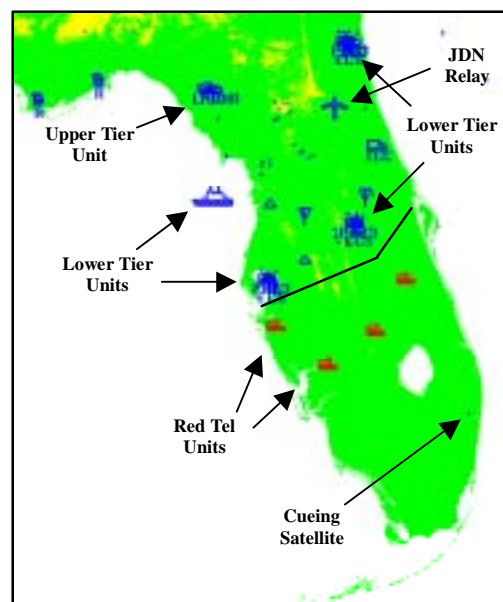 JDN
Relay
Upper Tier
Unit
Lower Tier
Units
Lower Tier
Units
Red Tel
Units
Cueing
Satellite